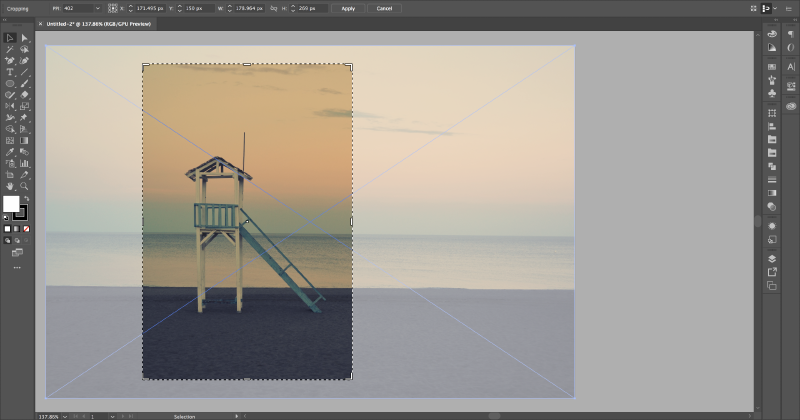 Cropping PPI: 402 X: 171.495 px Y: 150 px W: 178.964 px H: 269 px Apply Cancel
Untitled-2* @ 137.86% (RGB/GPU Preview)
137.86% 1 Selection